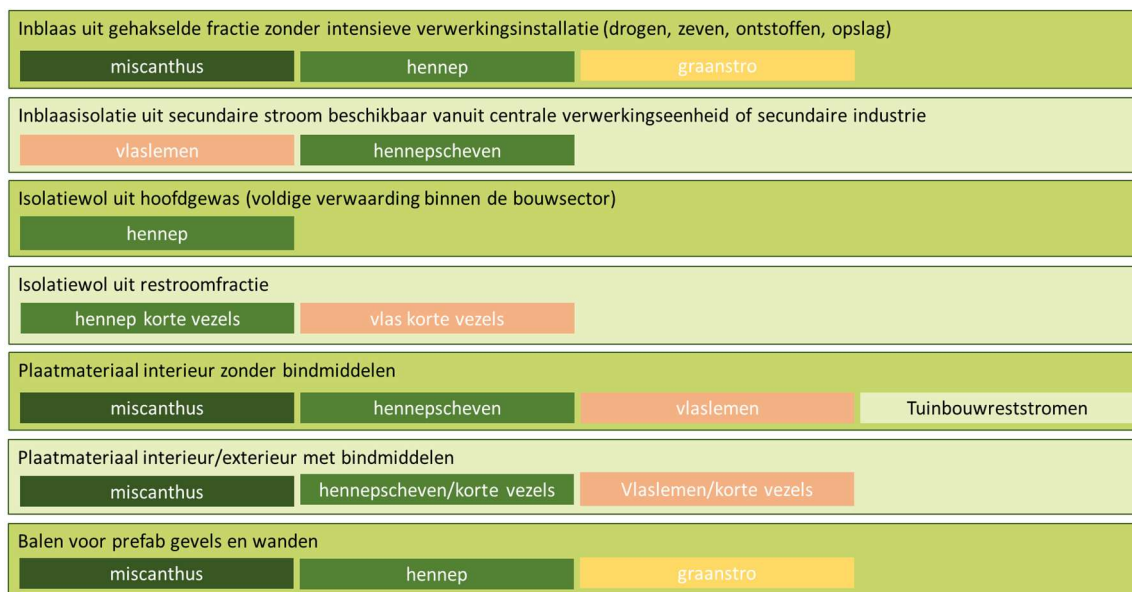 Inblaas uit gehakselde fractie zonder intensieve verwerkingsinstallatie (drogen, zeven, ontstoffen, opslag)
miscanthus hennep graanstro
Inblaasisolatie uit secundaire stroom beschikbaar vanuit centrale verwerkingseenheid of secundaire industrie
vlaslemen hennepscheven
Isolatiewol uit hoofdgewas (voldige verwaarding binnen de bouwsector)
hennep
Isolatiewol uit restroomfractie
hennep korte vezels vlas korte vezels
Plaatmateriaal interieur zonder bindmiddelen
miscanthus hennepscheven vlaslemen Tuinbouwreststromen
Plaatmateriaal interieur/exterieur met bindmiddelen
miscanthus hennepscheven/korte vezels Vlaslemen/korte vezels
Balen voor prefab gevels en wanden
miscanthus hennep graanstro